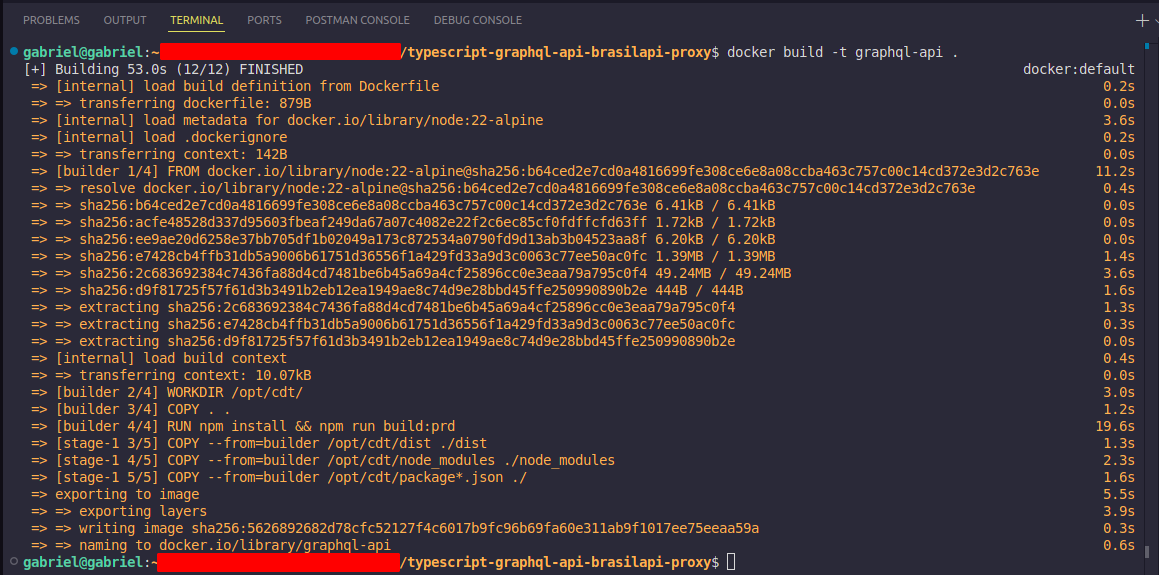 PROBLEMS OUTPUT TERMINAL PORTS POSTMAN CONSOLE DEBUG CONSOLE
gabriel@gabriel:~/typescript-graphql-api-brasilapi-proxy$ docker build -t graphql-api .
[+] Building 53.0s (12/12) FINISHED docker:default
=> [internal] load build definition from Dockerfile 0.2s
=> => transferring dockerfile: 879B 0.0s
=> [internal] load metadata for docker.io/library/node:22-alpine 3.6s
=> [internal] load .dockerignore 0.2s
=> => transferring context: 142B 0.0s
=> [builder 1/4] FROM docker.io/library/node:22-alpine@sha256:b64ced2e7cd0a4816699fe308ce6e8a08ccba463c757c00c14cd372e3d2c763e 11.2s
=> => resolve docker.io/library/node:22-alpine@sha256:b64ced2e7cd0a4816699fe308ce6e8a08ccba463c757c00c14cd372e3d2c763e 0.4s
=> => sha256:b64ced2e7cd0a4816699fe308ce6e8a08ccba463c757c00c14cd372e3d2c763e 6.41kB / 6.41kB 0.0s
=> => sha256:acfe48528d337d95603fbeaf249da67a07c4082e22f2c6ec85cf0fdffcfd63ff 1.72kB / 1.72kB 0.0s
=> => sha256:ee9ae20d6258e37bb705df1b02049a173c872534a0790fd9d13ab3b04523aa8f 6.20kB / 6.20kB 0.0s
=> => sha256:e7428cb4ffb31db5a9006b61751d36556f1a429fd33a9d3c0063c77ee50ac0fc 1.39MB / 1.39MB 1.4s
=> => sha256:2c683692384c7436fa88d4cd7481be6b45a69a4cf25896cc0e3eaa79a795c0f4 49.24MB / 49.24MB 3.6s
=> => sha256:d9f81725f57f61d3b3491b2eb12ea1949ae8c74d9e28bbd45ffe250990890b2e 444B / 444B 1.6s
=> => extracting sha256:2c683692384c7436fa88d4cd7481be6b45a69a4cf25896cc0e3eaa79a795c0f4 1.3s
=> => extracting sha256:e7428cb4ffb31db5a9006b61751d36556f1a429fd33a9d3c0063c77ee50ac0fc 0.3s
=> => extracting sha256:d9f81725f57f61d3b3491b2eb12ea1949ae8c74d9e28bbd45ffe250990890b2e 0.0s
=> [internal] load build context 0.4s
=> => transferring context: 10.07kB 0.0s
=> [builder 2/4] WORKDIR /opt/cdt/ 3.0s
=> [builder 3/4] COPY . . 1.2s
=> [builder 4/4] RUN npm install && npm run build:prd 19.6s
=> [stage-1 3/5] COPY --from=builder /opt/cdt/dist ./dist 1.3s
=> [stage-1 4/5] COPY --from=builder /opt/cdt/node_modules ./node_modules 2.3s
=> [stage-1 5/5] COPY --from=builder /opt/cdt/package*.json ./ 1.6s
=> exporting to image 5.5s
=> => exporting layers 3.9s
=> => writing image sha256:5626892682d78cfc52127f4c6017b9fc96b69fa60e311ab9f1017ee75eeaa59a 0.3s
=> => naming to docker.io/library/graphql-api 0.6s
gabriel@gabriel:~/typescript-graphql-api-brasilapi-proxy$